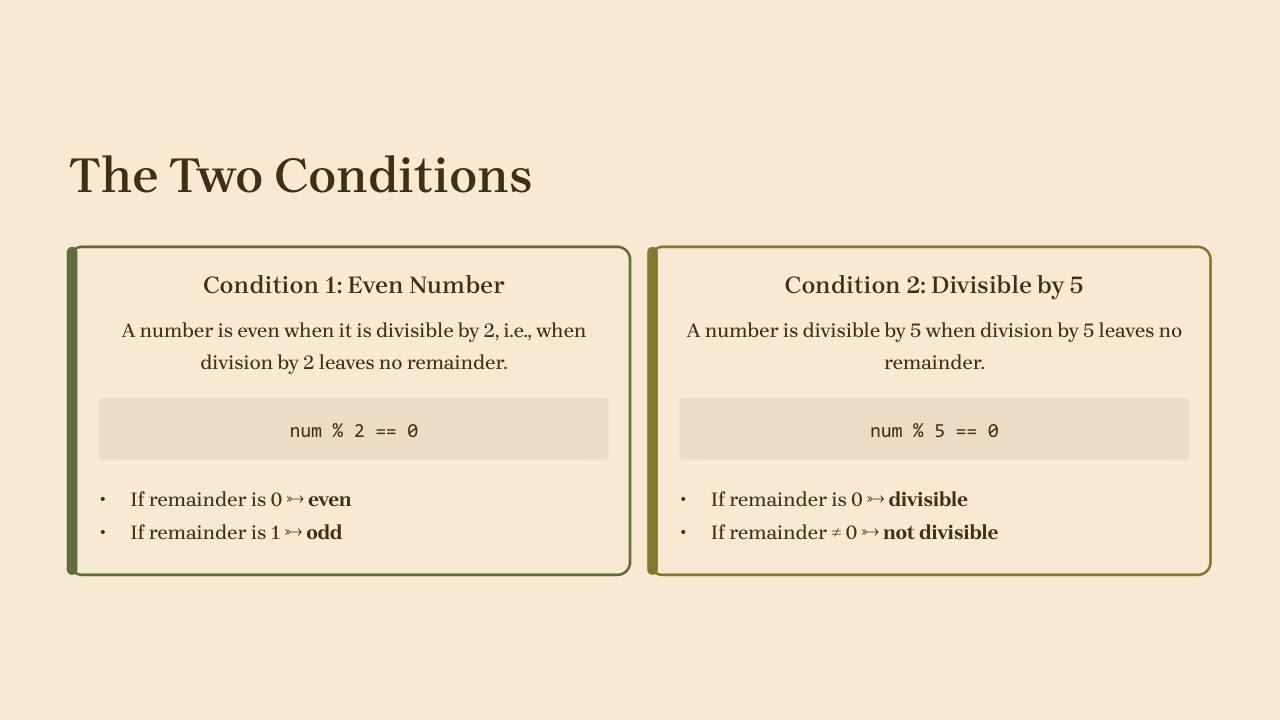 The Two Conditions
Condition 1: Even Number
A number is even when it is divisible by 2, i.e., when
division by 2 leaves no remainder.
num % 2 == 0
• If remainder is 0 ↣ even
• If remainder is 1 ↣ odd
Condition 2: Divisible by 5
A number is divisible by 5 when division by 5 leaves no
remainder.
num % 5 == 0
• If remainder is 0 ↣ divisible
• If remainder ≠ 0 ↣ not divisible